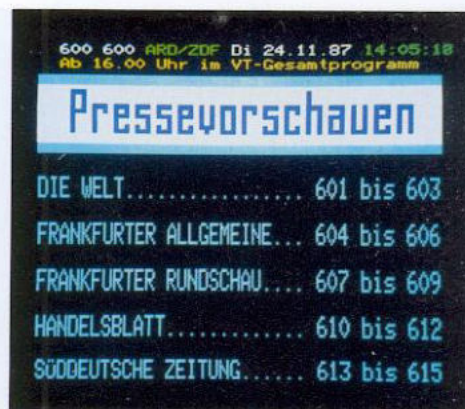 600 600 ARD/ZDF Di 24.11.87 14:05:18
Ab 16.00 Uhr im VT-Gesamtprogramm
Pressevorschauen
DIE WELT................ 601 bis 603
FRANKFURTER ALLGEMEINE... 604 bis 606
FRANKFURTER RUNDSCHAU.... 607 bis 609
HANDELSBLATT............. 610 bis 612
SÜDDEUTSCHE ZEITUNG...... 613 bis 615